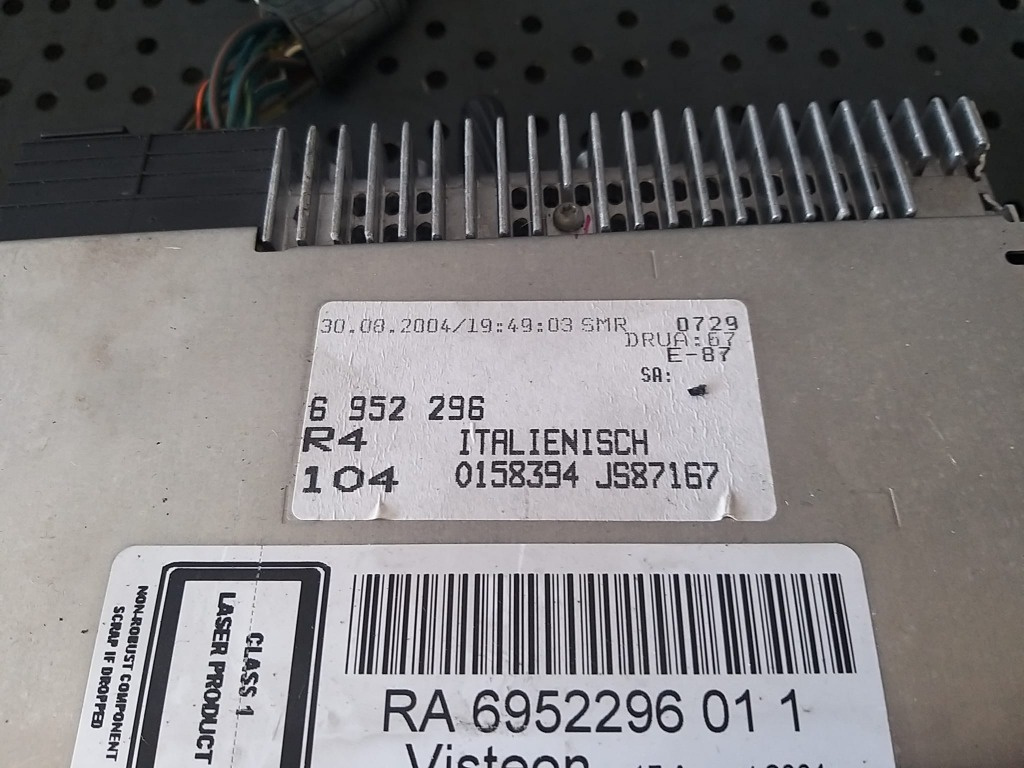 30.08.2004/19:49:03 SMR 0729
DRUA:67
E-87
SA:
6 952 296
R4 ITALIENISCH
104 0158394 JS87167
NON-ROBUST COMPONENT
SCRAP IF DROPPED
CLASS 1
LASER PRODUCT
RA 6952296 01 1
Visteon